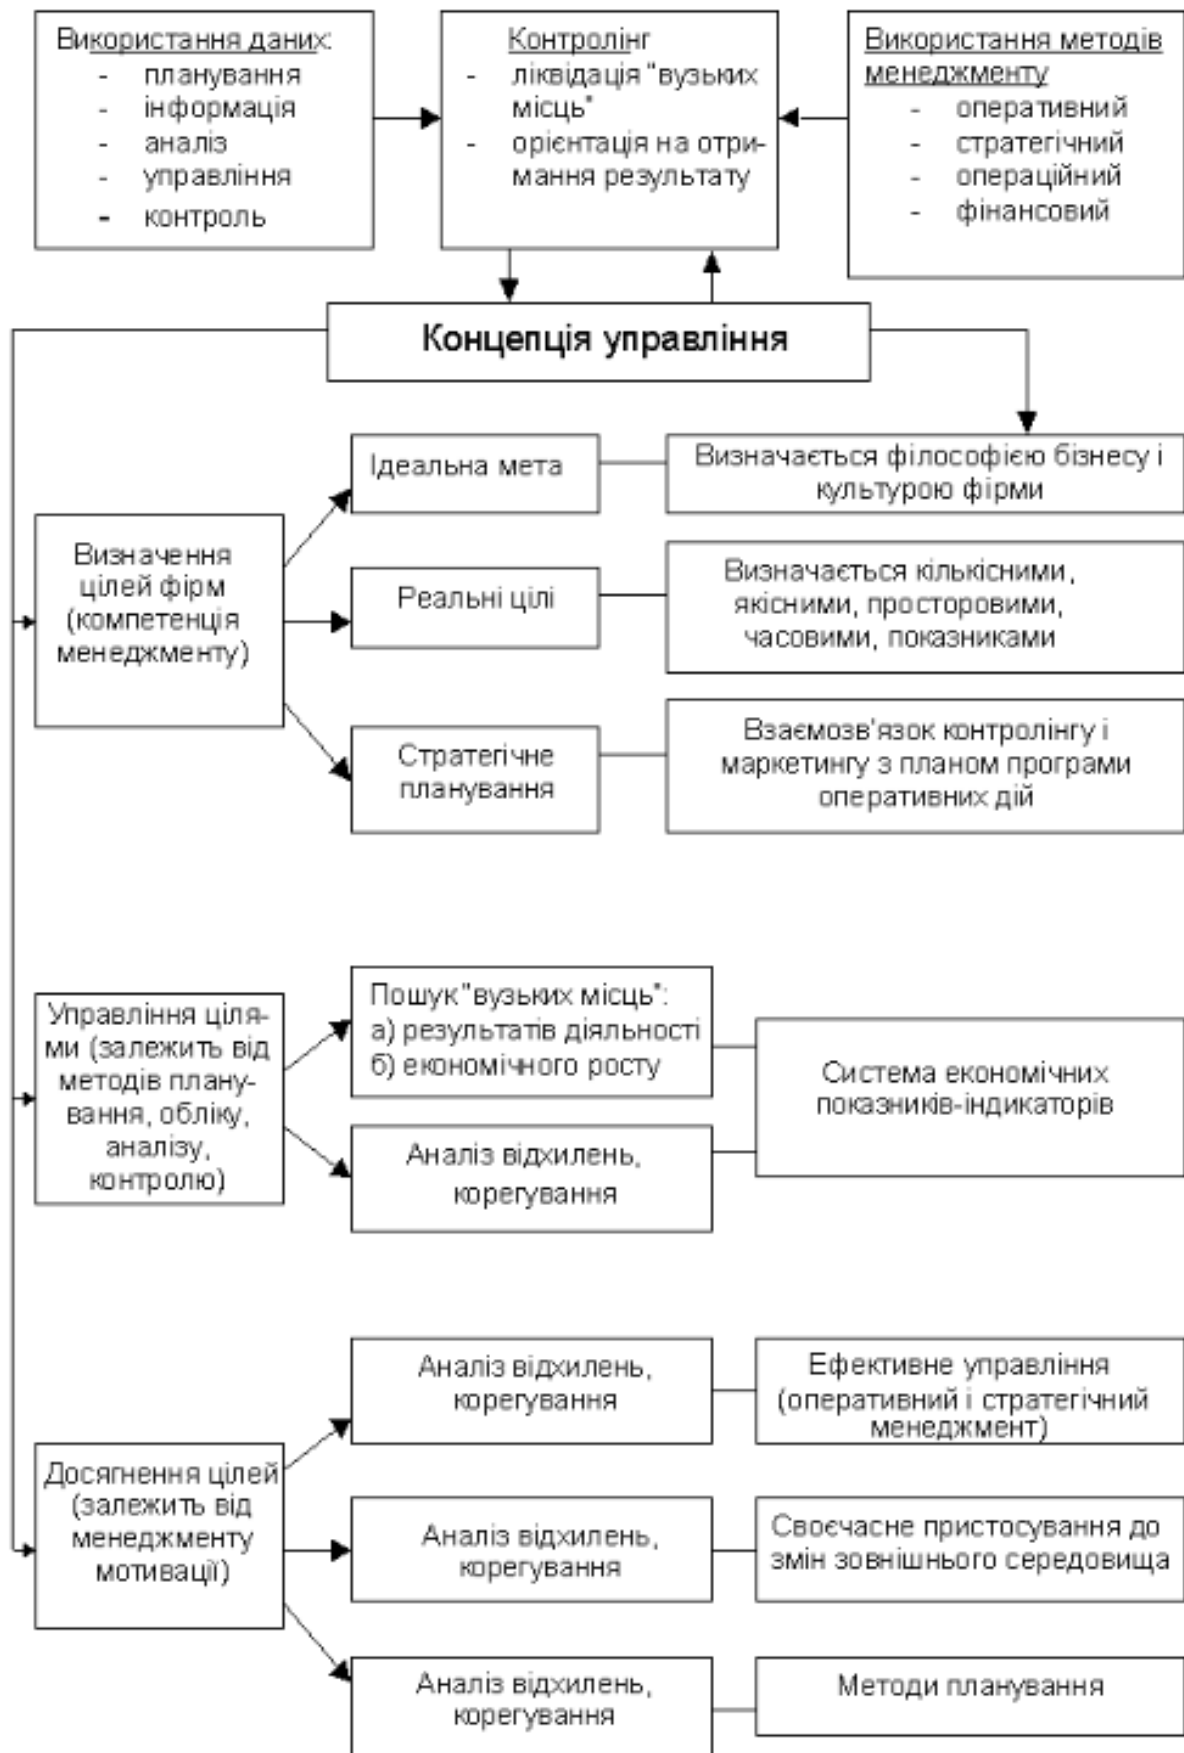 Використання даних:
- планування
- інформація
- аналіз
- управління
- контроль
Контролінг
- ліквідація "вузьких
місць"
- орієнтація на отри-
мання результату
Використання методів
менеджменту
- оперативний
- стратегічний
- операційний
- фінансовий
Концепція управління
Визначення
цілей фірм
(компетенція
менеджменту)
Ідеальна мета
Визначається філософією бізнесу і
культурою фірми
Реальні цілі
Визначається кількісними,
якісними, просторовими,
часовими, показниками
Стратегічне
планування
Взаємозв'язок контролінгу і
маркетингу з планом програми
оперативних дій
Управління ціля-
ми (залежить від
методів плану-
вання, обліку,
аналізу,
контролю)
Пошук "вузьких місць":
а) результатів діяльності
б) економічного росту
Аналіз відхилень,
корегування
Система економічних
показників-індикаторів
Досягнення цілей
(залежить від
менеджменту
мотивації)
Аналіз відхилень,
корегування
Ефективне управління
(оперативний і стратегічний
менеджмент)
Аналіз відхилень,
корегування
Своєчасне пристосування до
змін зовнішнього середовища
Аналіз відхилень,
корегування
Методи планування